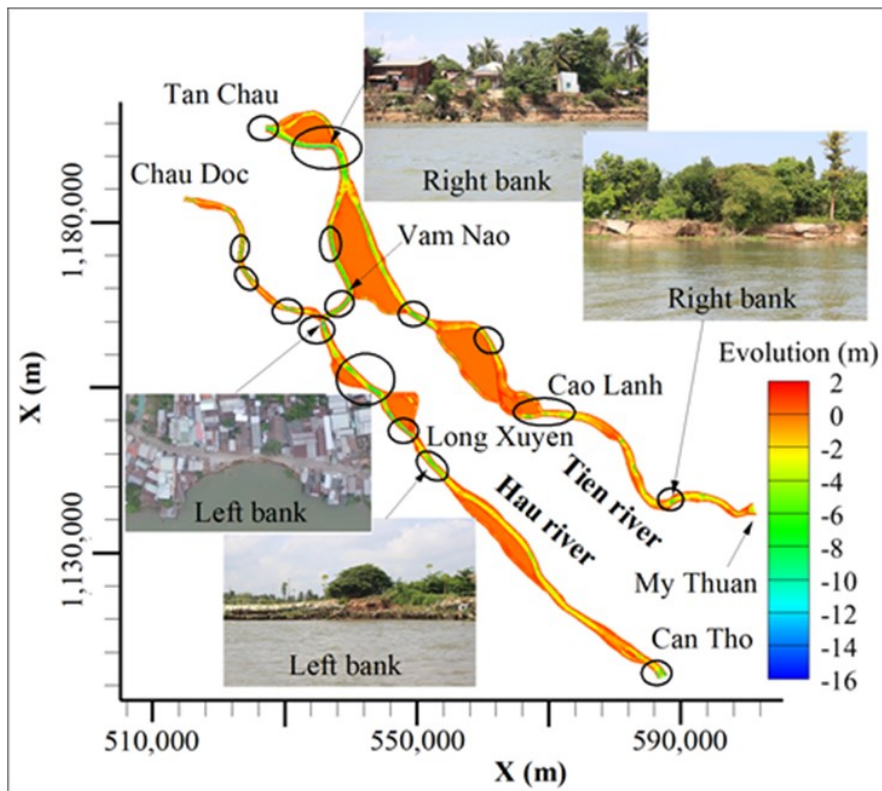 Tan Chau
Right bank
Chau Doc
Vam Nao
Right bank
1,180,000
Evolution (m)
2
0
-2
-4
-6
-8
-10
-12
-14
-16
X (m)
Cao Lanh
Long Xuyen
Tien river
Hau river
Left bank
1,130,000
My Thuan
Left bank
Can Tho
510,000
550,000
590,000
X (m)